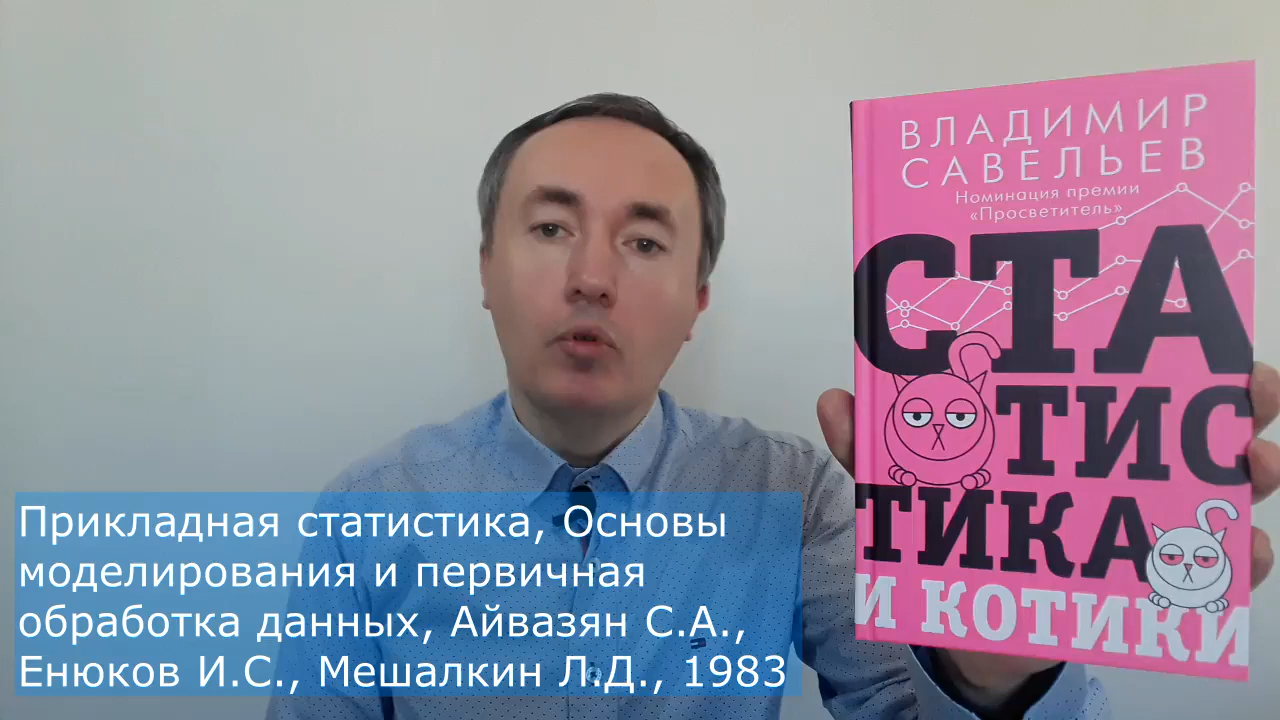 ВЛАДИМИР
САВЕЛЬЕВ
Номинация премии
«Просветитель»
СТА
ТИС
ТИКА
И КОТИКИ
Прикладная статистика, Основы
моделирования и первичная
обработка данных, Айвазян С.А.,
Енюков И.С., Мешалкин Л.Д., 1983